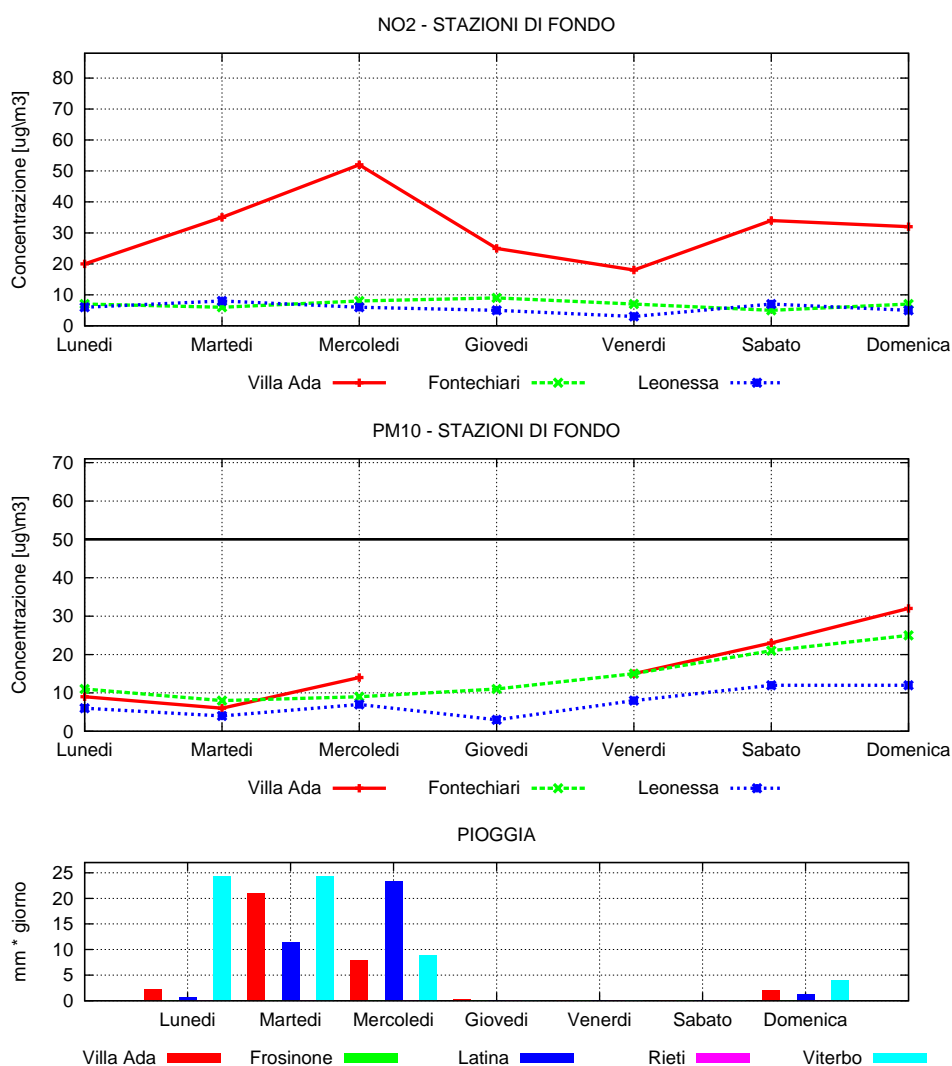 NO2 - STAZIONI DI FONDO
Concentrazione [ug\m3]
80
70
60
50
40
30
20
10
0
Lunedi Martedi Mercoledi Giovedi Venerdi Sabato Domenica
Villa Ada Fontechiari Leonessa
PM10 - STAZIONI DI FONDO
Concentrazione [ug\m3]
70
60
50
40
30
20
10
0
Lunedi Martedi Mercoledi Giovedi Venerdi Sabato Domenica
Villa Ada Fontechiari Leonessa
PIOGGIA
mm * giorno
25
20
15
10
5
0
Lunedi Martedi Mercoledi Giovedi Venerdi Sabato Domenica
Villa Ada Frosinone Latina Rieti Viterbo